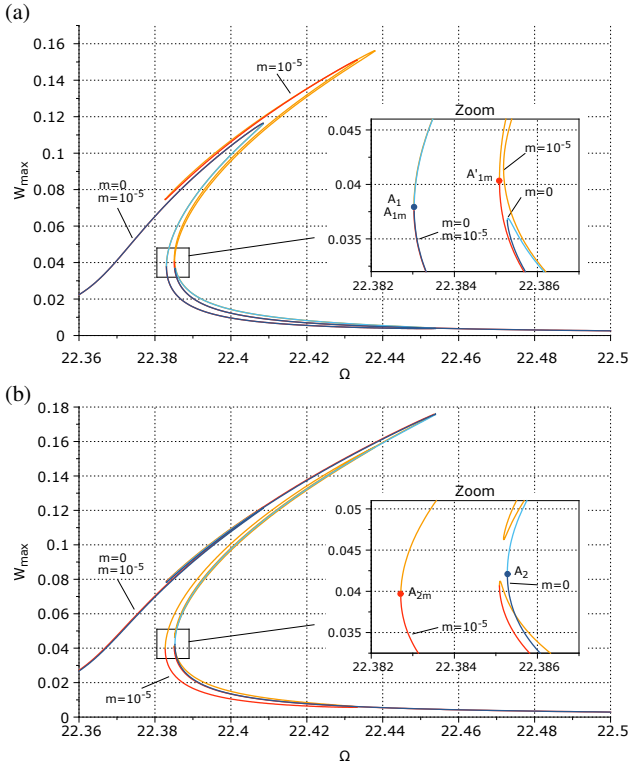 (a)
0.16
0.14
0.12
0.1
0.08
0.06
0.04
0.02
0
W_max
m=10^-5
m=0
m=10^-5
Zoom
0.045
0.04
0.035
A_1
A_1m
m=0
m=10^-5
A'_1m
m=10^-5
m=0
22.382 22.384 22.386
22.36 22.38 22.4 22.42 22.44 22.46 22.48 22.5
Ω
(b)
0.18
0.16
0.14
0.12
0.1
0.08
0.06
0.04
0.02
0
W_max
m=0
m=10^-5
m=10^-5
Zoom
0.05
0.045
0.04
0.035
A_2m
m=10^-5
A_2
m=0
22.382 22.384 22.386
22.36 22.38 22.4 22.42 22.44 22.46 22.48 22.5
Ω